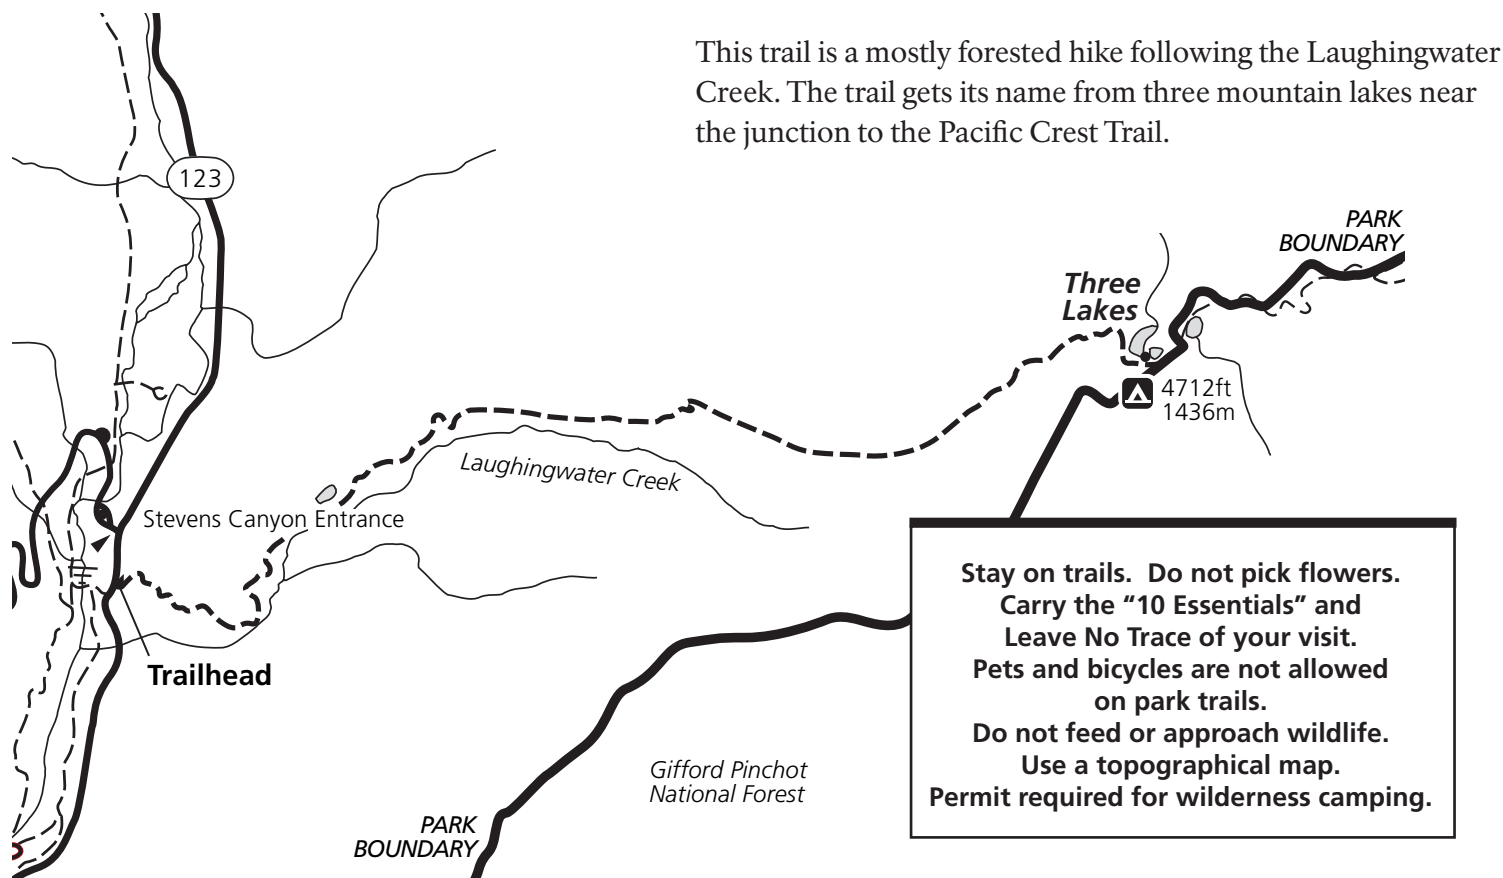 This trail is a mostly forested hike following the Laughingwater
Creek. The trail gets its name from three mountain lakes near
the junction to the Pacific Crest Trail.
123
PARK
BOUNDARY
Three
Lakes
4712ft
1436m
Laughingwater Creek
Stevens Canyon Entrance
Trailhead
Stay on trails.  Do not pick flowers.
Carry the “10 Essentials” and
Leave No Trace of your visit.
Pets and bicycles are not allowed
on park trails.
Do not feed or approach wildlife.
Use a topographical map.
Permit required for wilderness camping.
Gifford Pinchot
National Forest
PARK
BOUNDARY